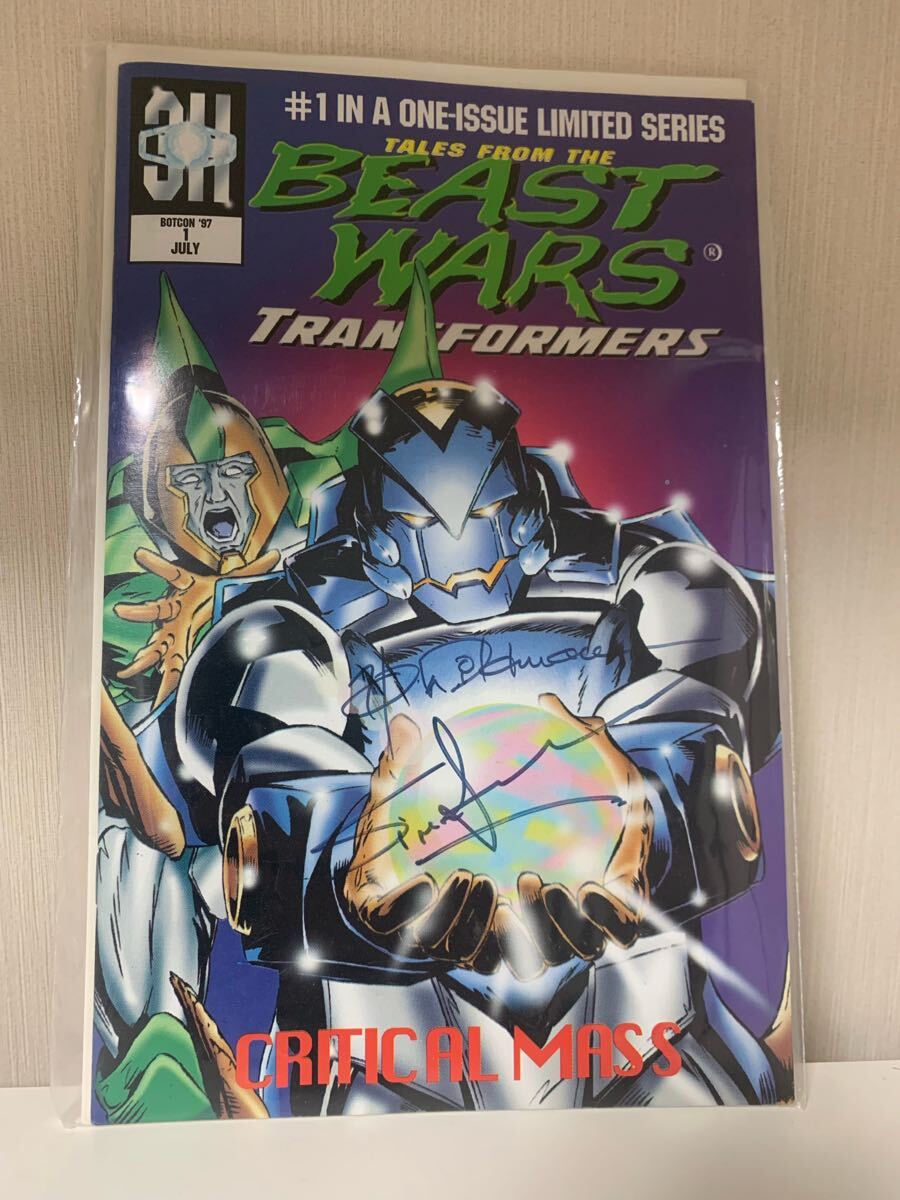 3H
BOTCON '97
1
JULY
#1 IN A ONE-ISSUE LIMITED SERIES
TALES FROM THE
BEAST
WARS ®
TRANSFORMERS
CRITICAL MASS